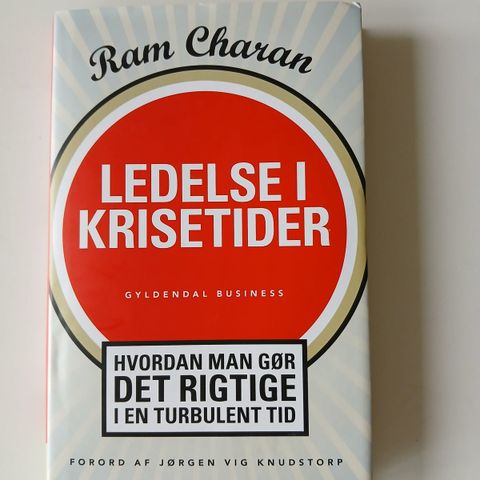 Ram Charan
LEDELSE I
KRISETIDER
GYLDENDAL BUSINESS
HVORDAN MAN GØR
DET RIGTIGE
I EN TURBULENT TID
FORORD AF JØRGEN VIG KNUDSTORP